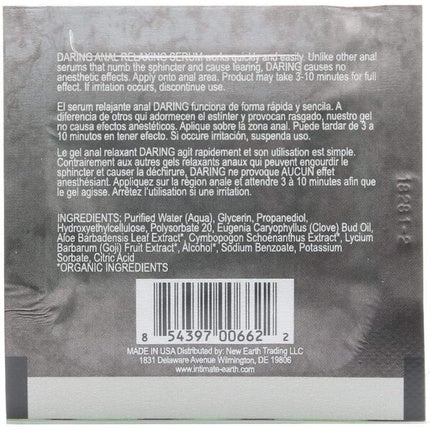 DARING ANAL RELAXING SERUM works quickly and easily. Unlike other anal
serums that numb the sphincter and cause tearing, DARING causes no
anesthetic effects. Apply onto anal area. Product may take 3-10 minutes for full
effect. If irritation occurs, discontinue use.
El serum relajante anal DARING funciona de forma rápida y sencila. A
diferencia de otros qui adormecen el estínter y provocan rasgado, nuestro gel
no causa efectos anestéticos. Aplique sobre la zona anal. Puede tardar de 3 a
10 minutos en tener efecto. Si occure irritación, suspenda uso.
Le gel anal relaxant DARING agit rapidement et son utilisation est simple.
Contrairement aux autres gels relaxants anaux qui peuvent engourdir le
sphincter et causer la déchirure, DARING ne provoque AUCUN effet
anesthésiant. Appliquez sur la région anale et attendre 3 à 10 minutes afin que
le gel agisse. Arrêtez l'utilisation si une irritation.
INGREDIENTS: Purified Water (Aqua), Glycerin, Propanediol,
Hydroxyethylcellulose, Polysorbate 20, Eugenia Caryophyllus (Clove) Bud Oil,
Aloe Barbadensis Leaf Extract*, Cymbopogon Schoenanthus Extract*, Lycium
Barbarum (Goji) Fruit Extract*, Alcohol*, Sodium Benzoate, Potassium
Sorbate, Citric Acid
*ORGANIC INGREDIENTS
8 54397 00662 2
MADE IN USA Distributed by: New Earth Trading LLC
1831 Delaware Avenue Wilmington, DE 19806
www.intimate-earth.com